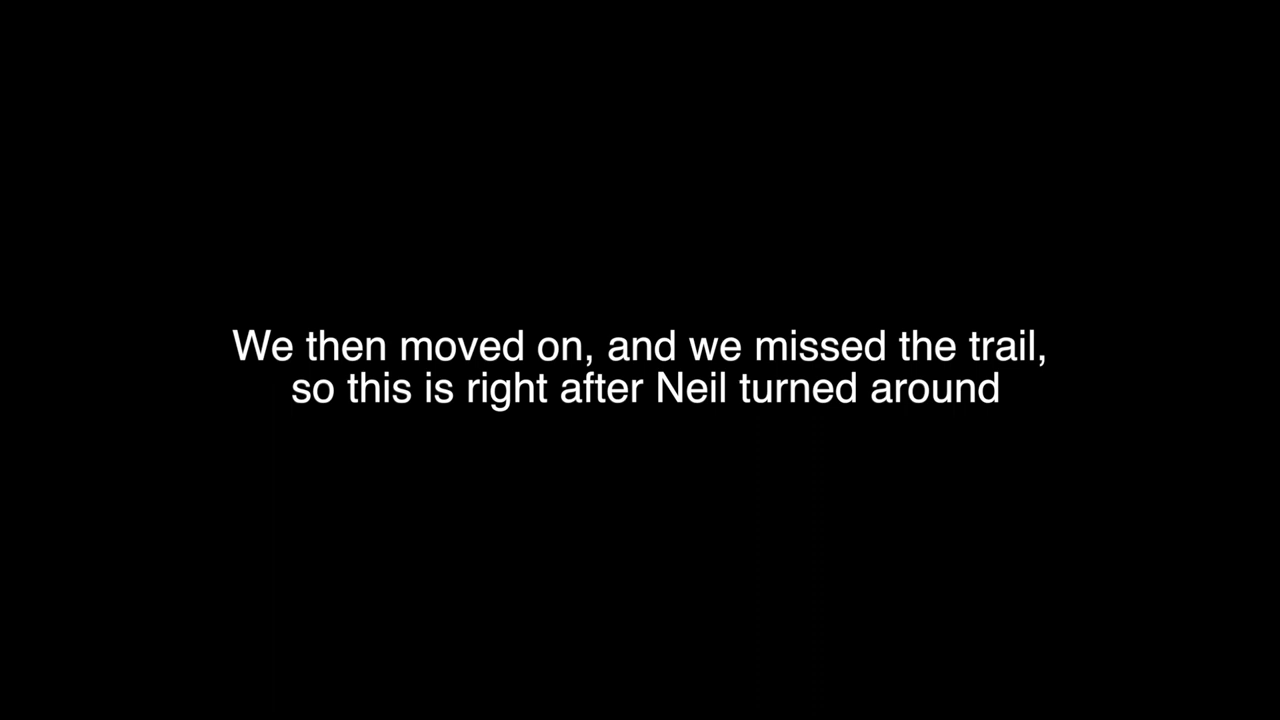 We then moved on, and we missed the trail,
so this is right after Neil turned around